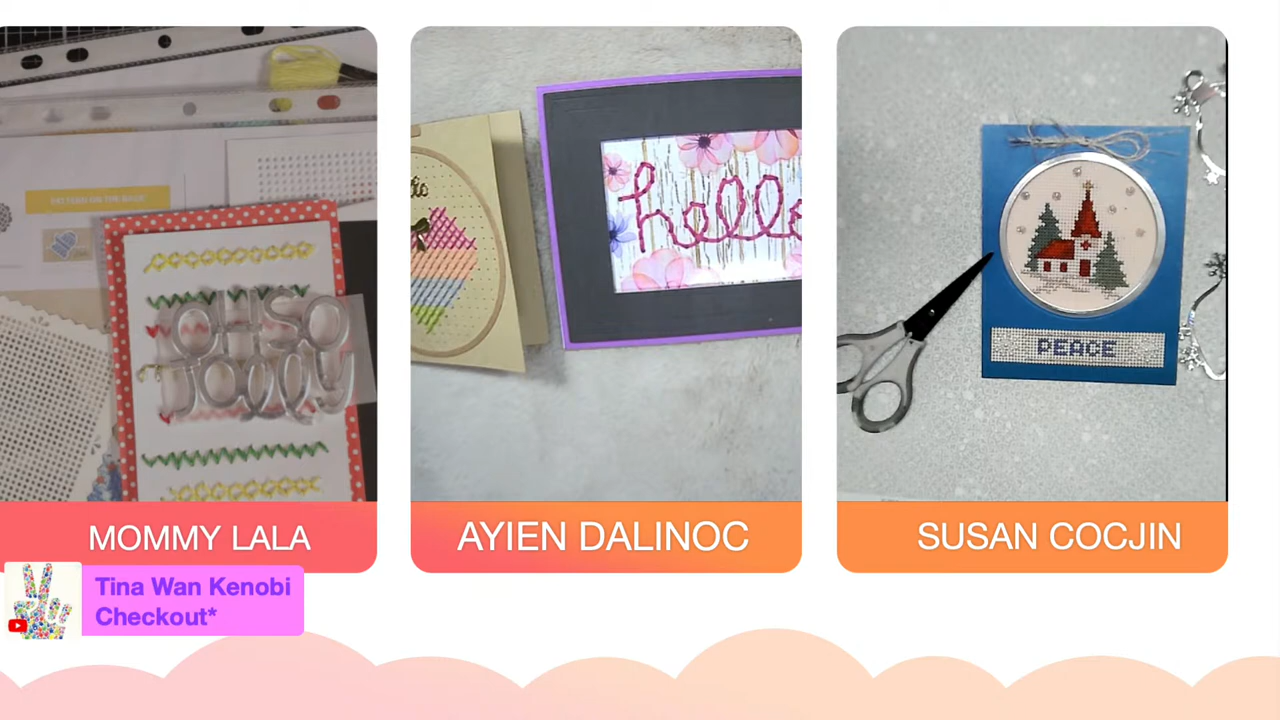 OH SO
JOLLY
hello
PEACE
MOMMY LALA
AYIEN DALINOC
SUSAN COCJIN
Tina Wan Kenobi
Checkout*